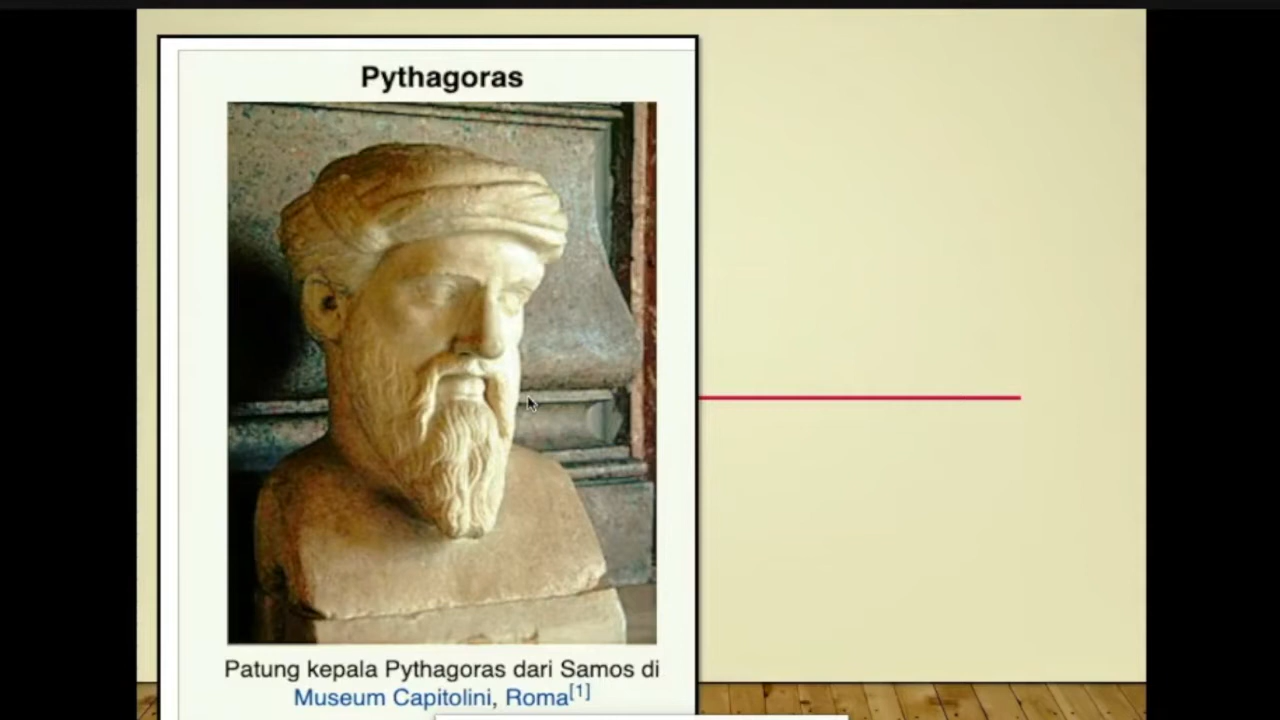 Pythagoras
Patung kepala Pythagoras dari Samos di
Museum Capitolini, Roma[1]